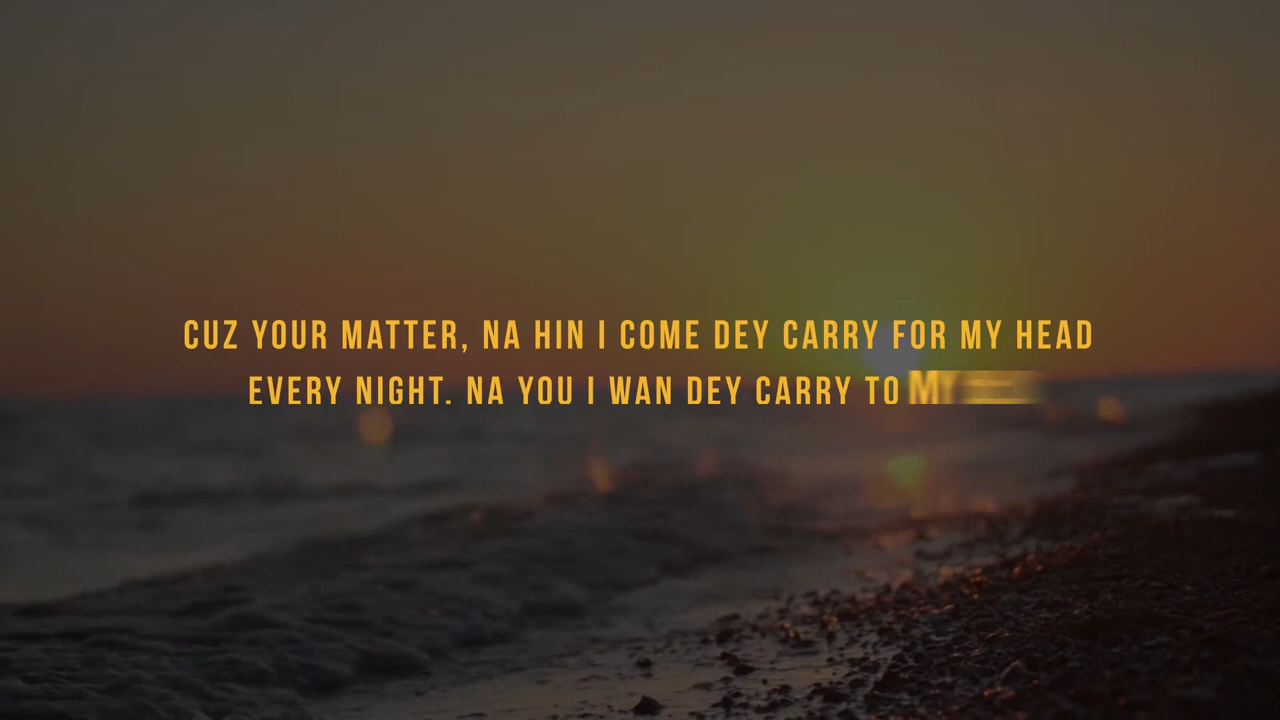 CUZ YOUR MATTER, NA HIN I COME DEY CARRY FOR MY HEAD
EVERY NIGHT. NA YOU I WAN DEY CARRY TO MY